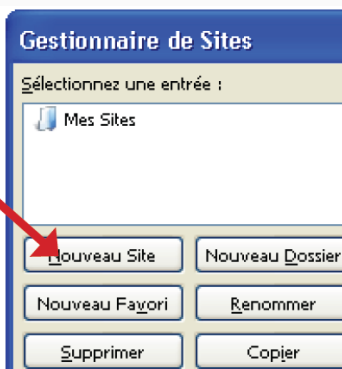 Gestionnaire de Sites
Sélectionnez une entrée :
Mes Sites
Nouveau Site Nouveau Dossier
Nouveau Favori Renommer
Supprimer Copier